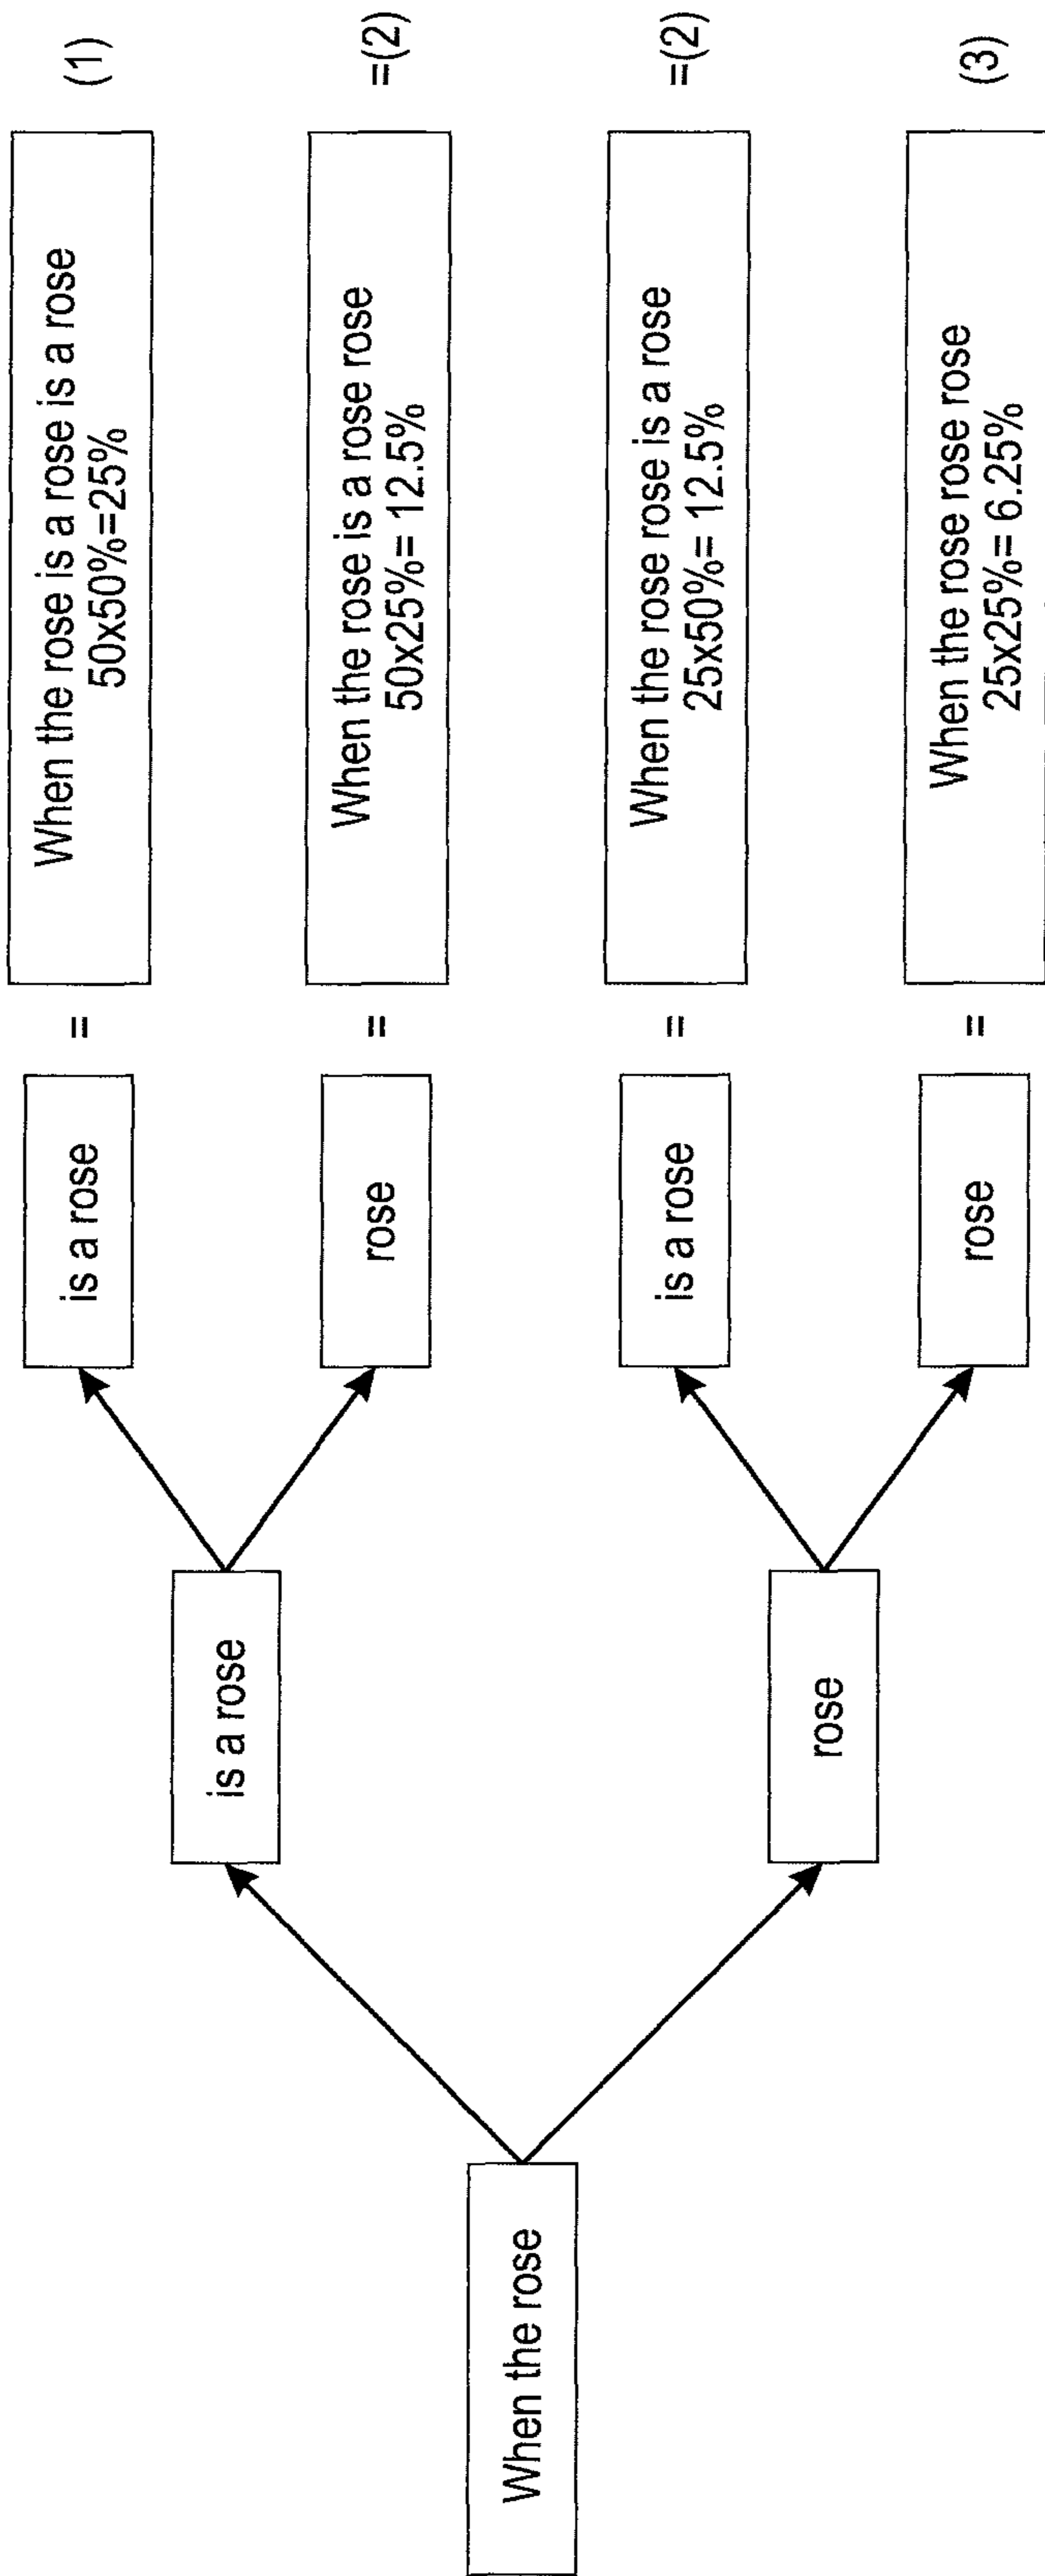 When the rose
is a rose
rose
is a rose
rose
is a rose
rose
=
=
=
=
When the rose is a rose is a rose
50x50%=25%
When the rose is a rose rose
50x25%= 12.5%
When the rose rose is a rose
25x50%= 12.5%
When the rose rose rose
25x25%= 6.25%
(1)
=(2)
=(2)
(3)